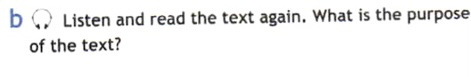 b Listen and read the text again. What is the purpose
of the text?